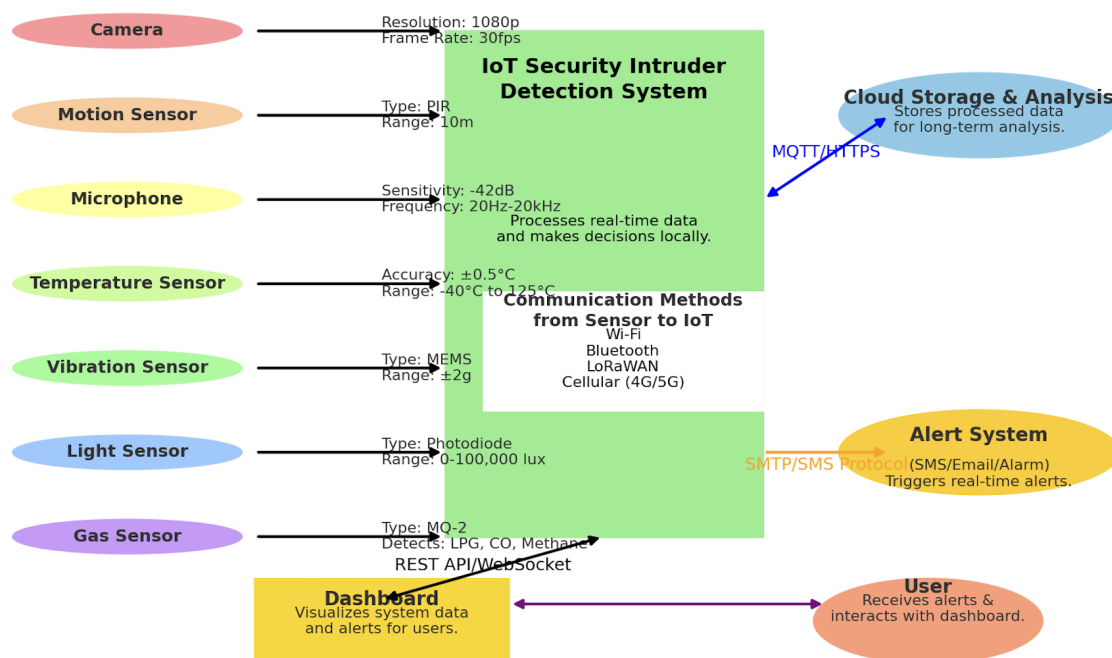 Camera
Resolution: 1080p
Frame Rate: 30fps
IoT Security Intruder
Detection System
Motion Sensor
Type: PIR
Range: 10m
Cloud Storage & Analysis
Stores processed data
for long-term analysis.
MQTT/HTTPS
Microphone
Sensitivity: -42dB
Frequency: 20Hz-20kHz
Processes real-time data
and makes decisions locally.
Temperature Sensor
Accuracy: ±0.5°C
Range: -40°C to 125°C
Communication Methods
from Sensor to IoT
Wi-Fi
Bluetooth
LoRaWAN
Cellular (4G/5G)
Vibration Sensor
Type: MEMS
Range: ±2g
Light Sensor
Type: Photodiode
Range: 0-100,000 lux
SMTP/SMS Protocol
Alert System
(SMS/Email/Alarm)
Triggers real-time alerts.
Gas Sensor
Type: MQ-2
Detects: LPG, CO, Methane
REST API/WebSocket
Dashboard
Visualizes system data
and alerts for users.
User
Receives alerts &
interacts with dashboard.